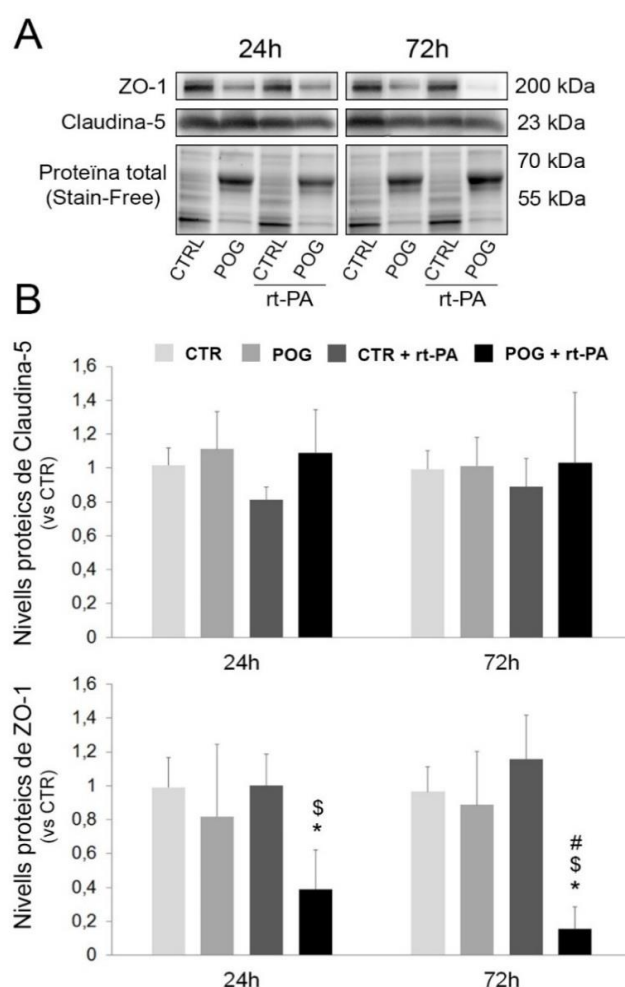 A
24h 72h
ZO-1 200 kDa
Claudina-5 23 kDa
Proteïna total
(Stain-Free)
70 kDa
55 kDa
CTRL POG CTRL POG CTRL POG CTRL POG
rt-PA rt-PA
B
CTR POG CTR + rt-PA POG + rt-PA
Nivells proteics de Claudina-5
(vs CTR)
1,6
1,4
1,2
1
0,8
0,6
0,4
0,2
0
24h 72h
Nivells proteics de ZO-1
(vs CTR)
1,6
1,4
1,2
1
0,8
0,6
0,4
0,2
0
$
*
#
$
*
24h 72h